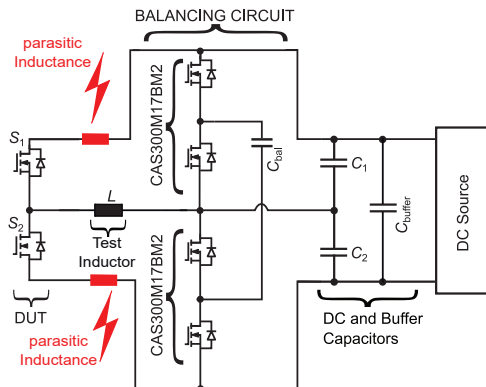 BALANCING CIRCUIT
parasitic
Inductance
CAS300M17BM2
S1
Cbal
C1
L
Cbuffer
DC Source
S2
Test
Inductor
C2
CAS300M17BM2
DUT
DC and Buffer
Capacitors
parasitic
Inductance